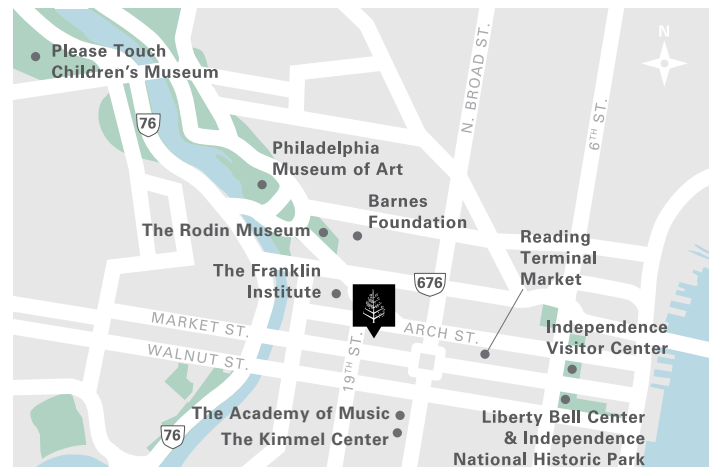 Please Touch
Children's Museum
N
N. BROAD ST.
6TH ST.
76
Philadelphia
Museum of Art
Barnes
Foundation
The Rodin Museum
Reading
Terminal
Market
The Franklin
Institute
676
MARKET ST.
ARCH ST.
Independence
Visitor Center
WALNUT ST.
19TH ST.
The Academy of Music
The Kimmel Center
76
Liberty Bell Center
& Independence
National Historic Park